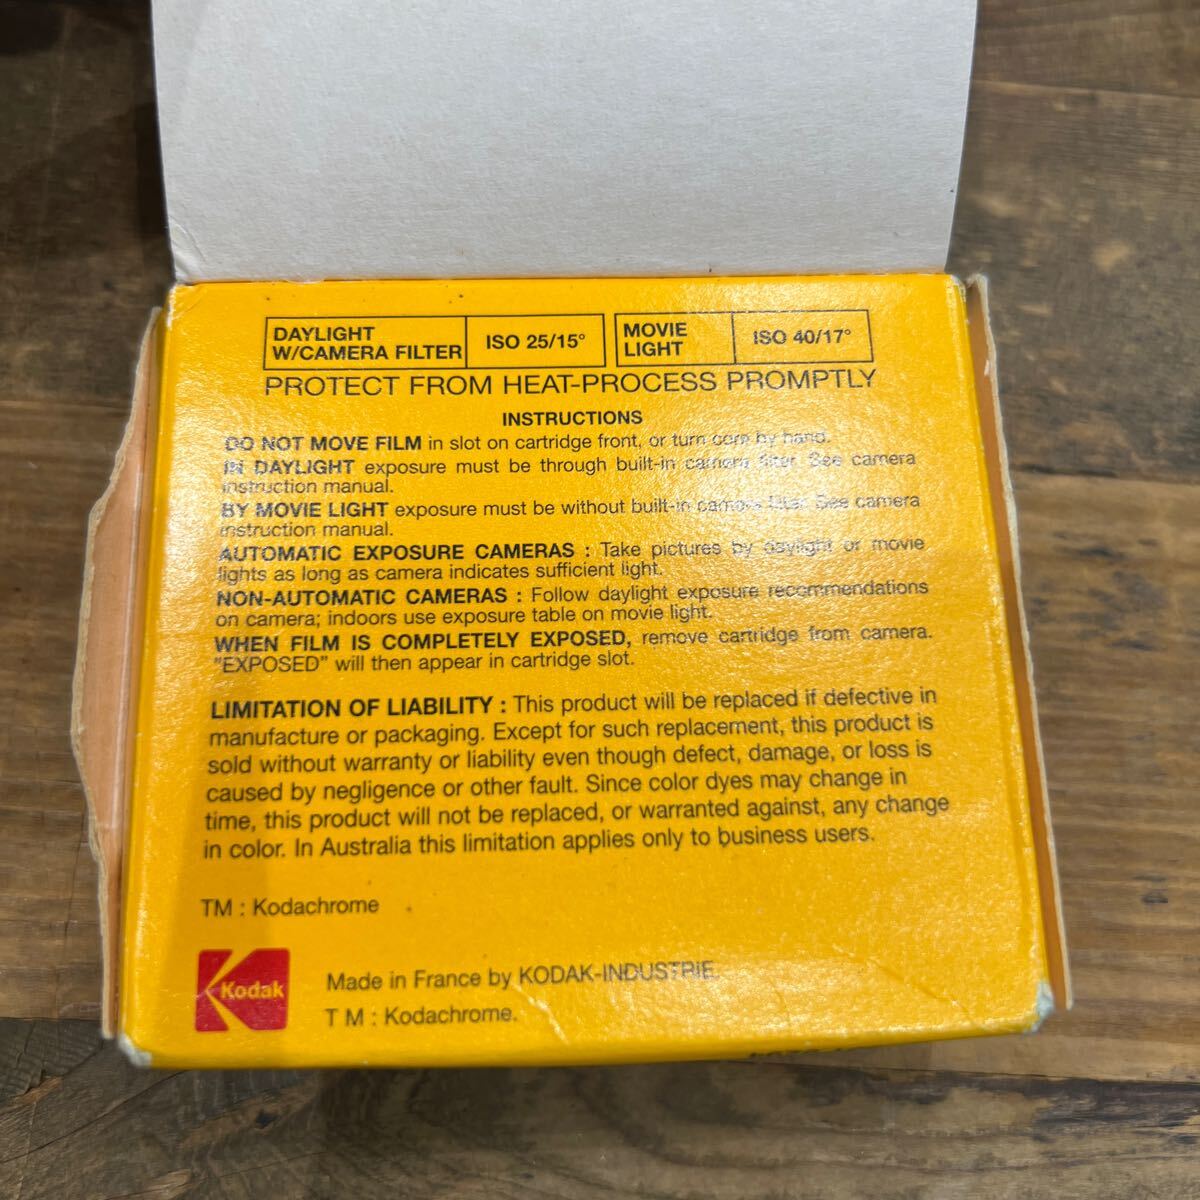 DAYLIGHT
W/CAMERA FILTER
ISO 25/15°
MOVIE
LIGHT
ISO 40/17°
PROTECT FROM HEAT-PROCESS PROMPTLY
INSTRUCTIONS
DO NOT MOVE FILM in slot on cartridge front, or turn core by hand.
IN DAYLIGHT exposure must be through built-in camera filter. See camera
instruction manual.
BY MOVIE LIGHT exposure must be without built-in camera filter. See camera
instruction manual.
AUTOMATIC EXPOSURE CAMERAS : Take pictures by daylight or movie
lights as long as camera indicates sufficient light.
NON-AUTOMATIC CAMERAS : Follow daylight exposure recommendations
on camera; indoors use exposure table on movie light.
WHEN FILM IS COMPLETELY EXPOSED, remove cartridge from camera.
"EXPOSED" will then appear in cartridge slot.
LIMITATION OF LIABILITY : This product will be replaced if defective in
manufacture or packaging. Except for such replacement, this product is
sold without warranty or liability even though defect, damage, or loss is
caused by negligence or other fault. Since color dyes may change in
time, this product will not be replaced, or warranted against, any change
in color. In Australia this limitation applies only to business users.
TM : Kodachrome
Kodak
Made in France by KODAK-INDUSTRIE.
T M : Kodachrome.